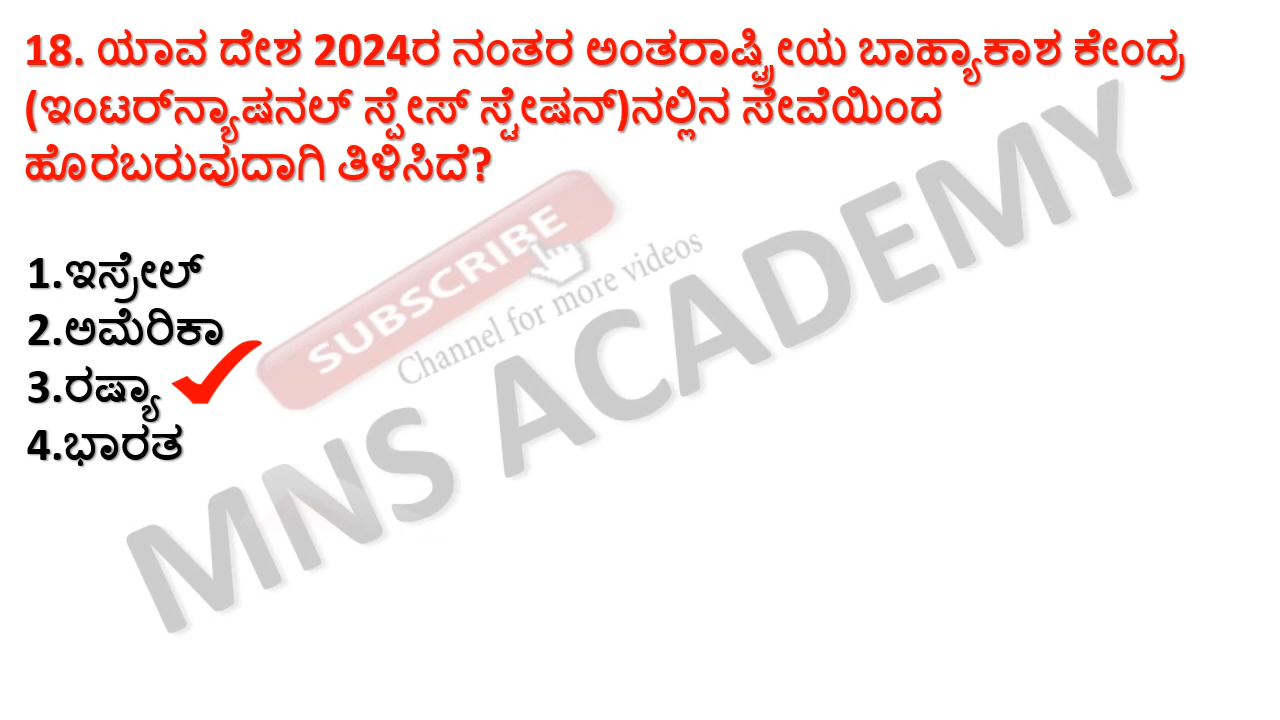 18. ಯಾವ ದೇಶ 2024ರ ನಂತರ ಅಂತರಾಷ್ಟ್ರೀಯ ಬಾಹ್ಯಾಕಾಶ ಕೇಂದ್ರ
(ಇಂಟರ್‌ನ್ಯಾಷನಲ್ ಸ್ಪೇಸ್ ಸ್ಟೇಷನ್)ನಲ್ಲಿನ ಸೇವೆಯಿಂದ
ಹೊರಬರುವುದಾಗಿ ತಿಳಿಸಿದೆ?
1.ಇಸ್ರೇಲ್
2.ಅಮೆರಿಕಾ
3.ರಷ್ಯಾ
4.ಭಾರತ
SUBSCRIBE
Channel for more videos
MNS ACADEMY